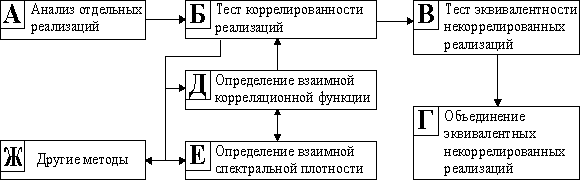 А Анализ отдельных
реализаций
Б Тест коррелированности
реализаций
В Тест эквивалентности
некоррелированных
реализаций
Д Определение взаимной
корреляционной функции
Г Объединение
эквивалентных
некоррелированных
реализаций
Ж Другие методы
Е Определение взаимной
спектральной плотности